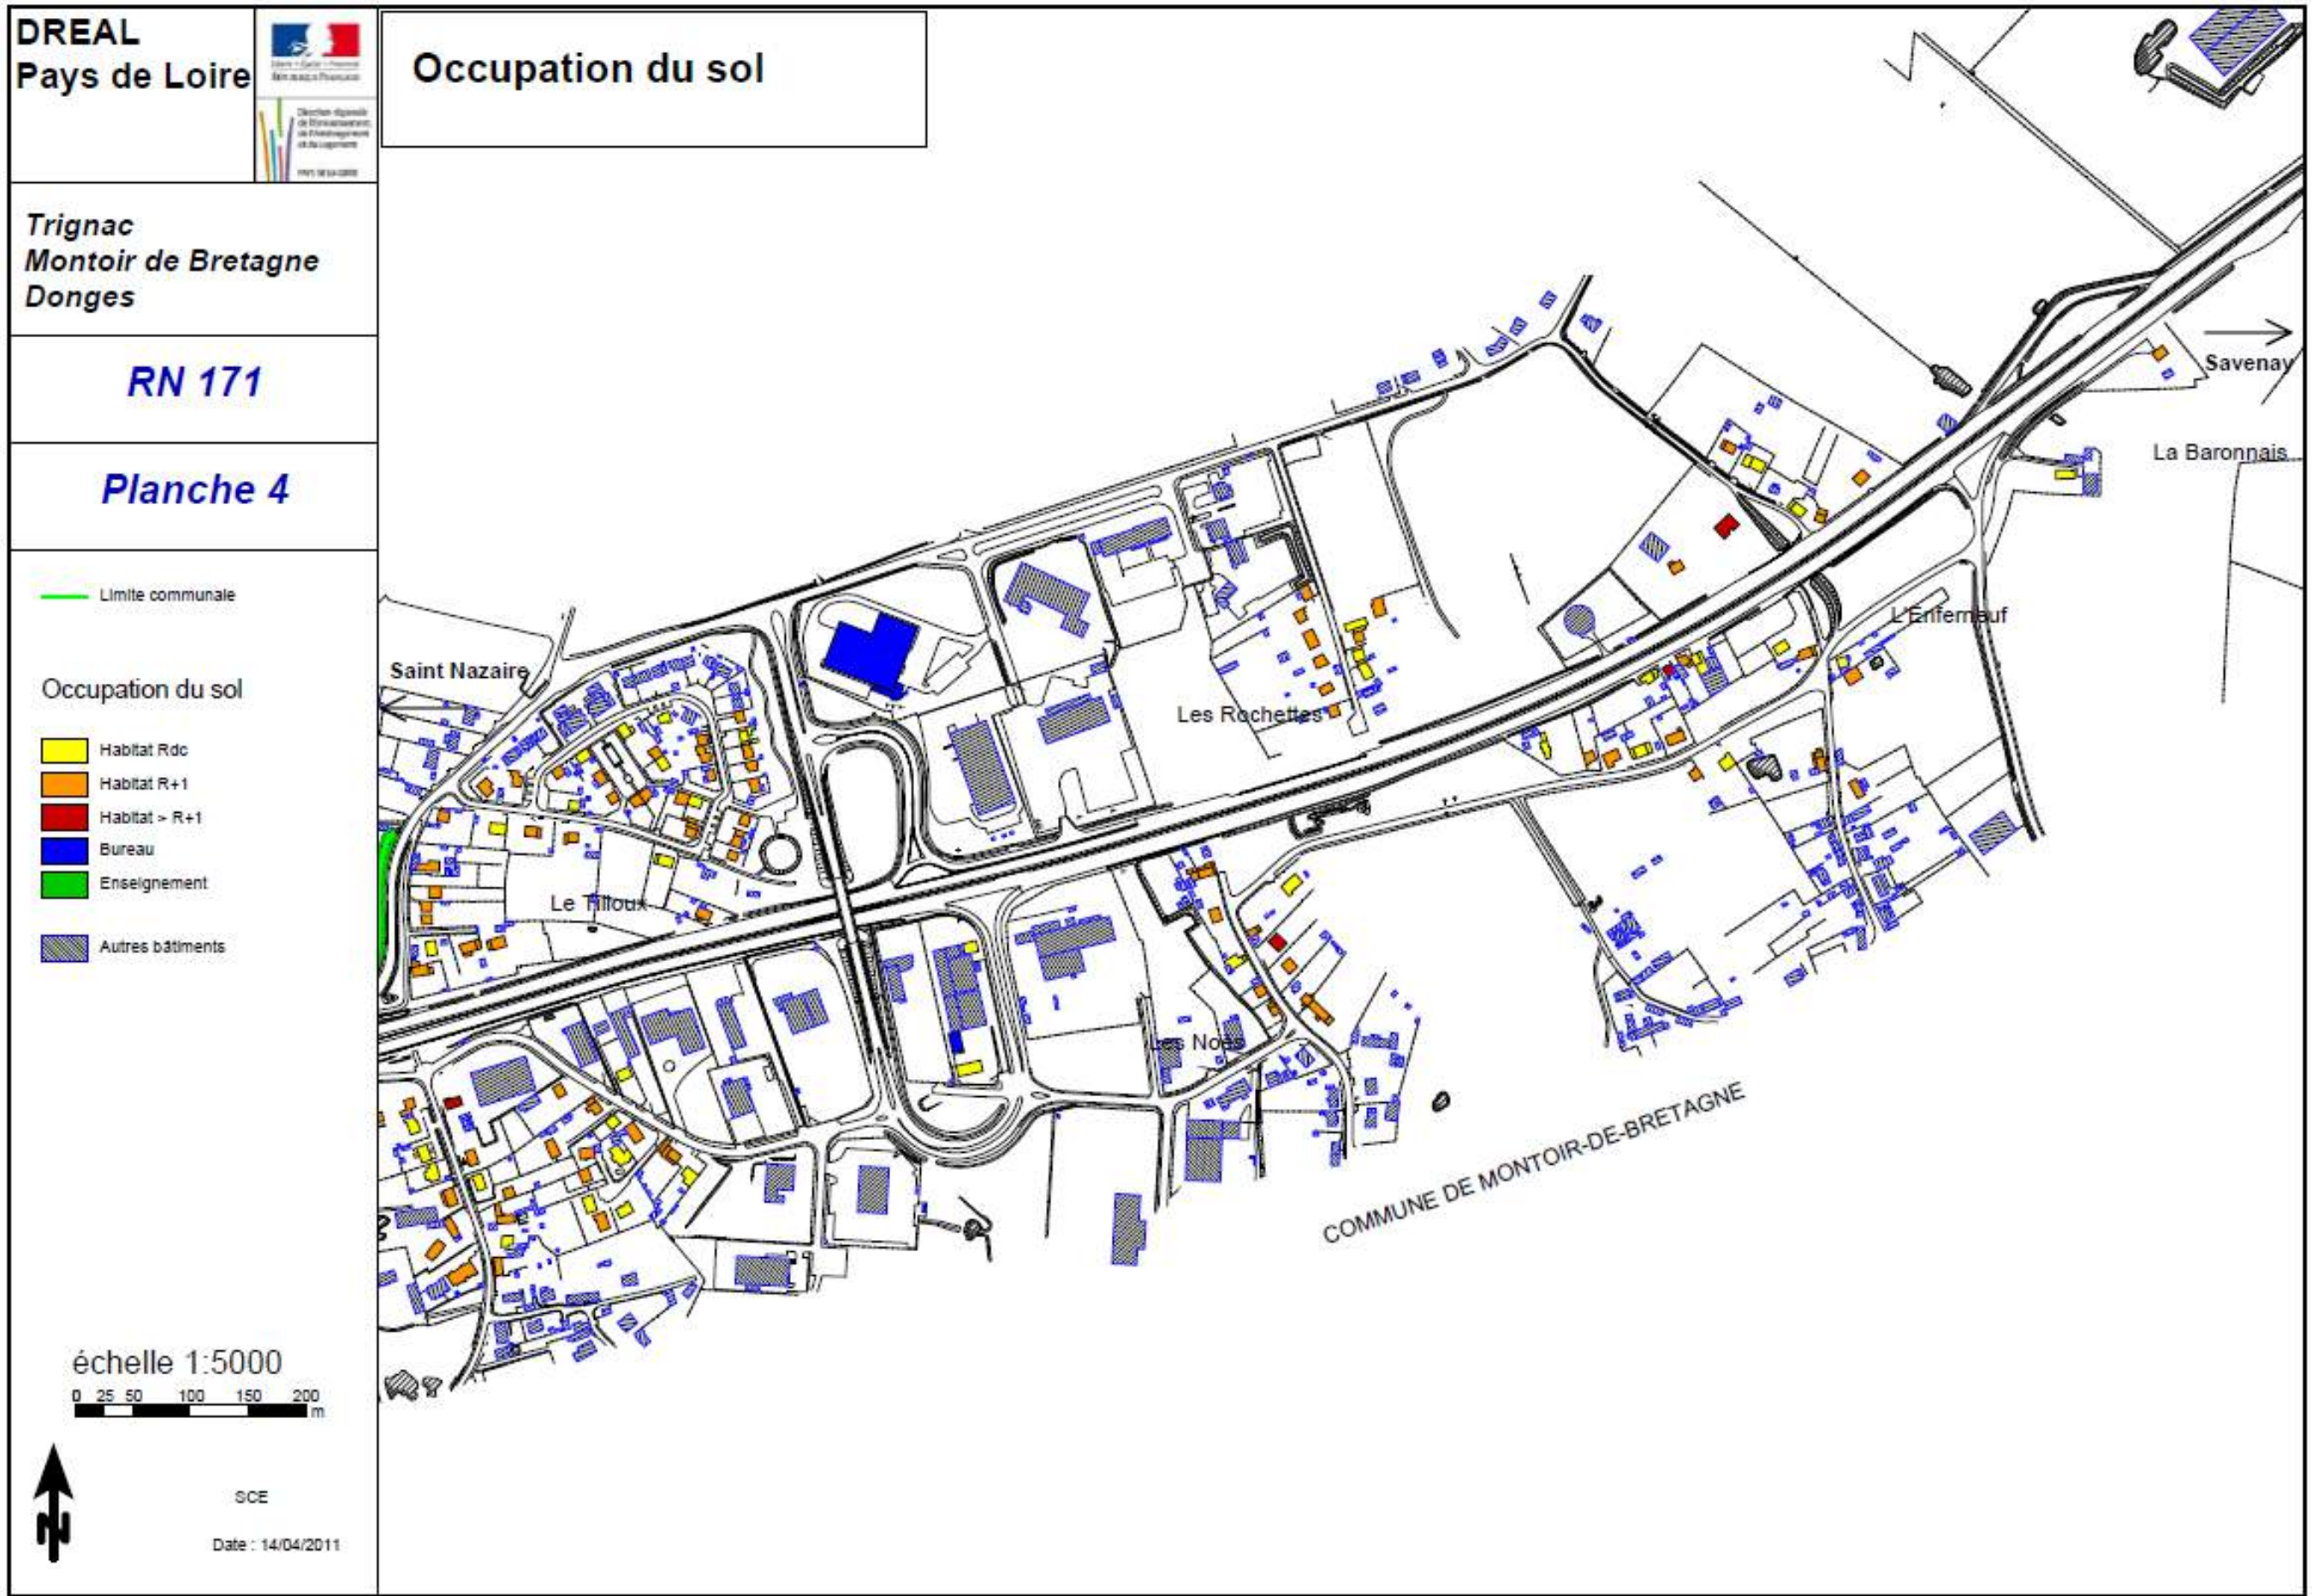 DREAL
Pays de Loire
Occupation du sol
Trignac
Montoir de Bretagne
Donges
RN 171
Planche 4
Limite communale
Occupation du sol
Habitat Rdc
Habitat R+1
Habitat > R+1
Bureau
Enseignement
Autres bâtiments
échelle 1:5000
0 25 50 100 150 200
m
N
SCE
Date : 14/04/2011
Savenay
La Baronnais
L'Enferneuf
Saint Nazaire
Les Rochettes
Le Tilloux
Les Noës
COMMUNE DE MONTOIR-DE-BRETAGNE